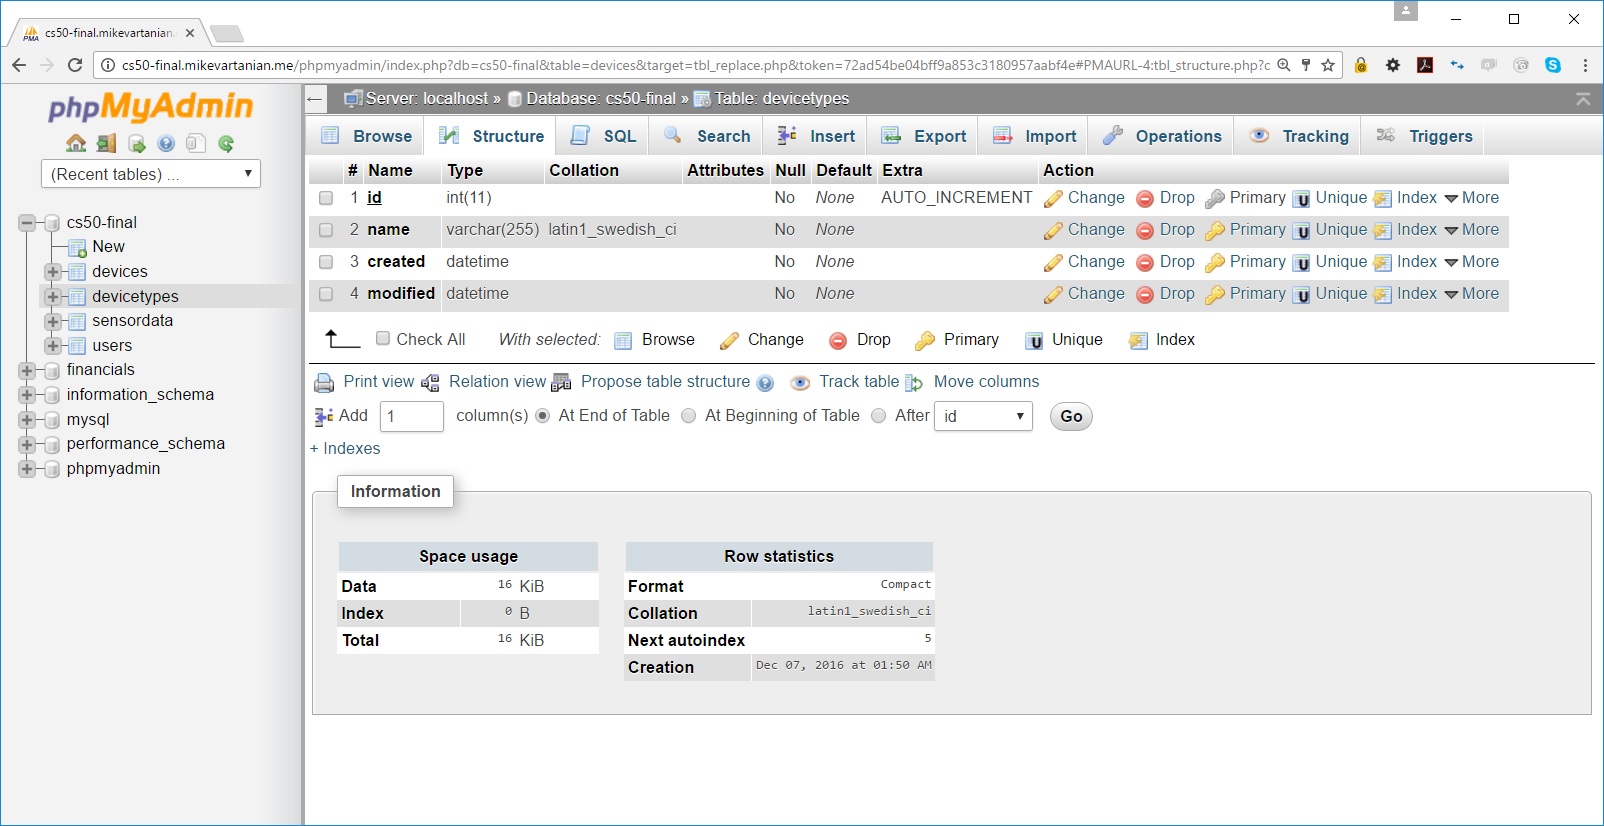 cs50-final.mikevartanian.
cs50-final.mikevartanian.me/phpmyadmin/index.php?db=cs50-final&table=devices&target=tbl_replace.php&token=72ad54be04bff9a853c3180957aabf4e#PMAURL-4:tbl_structure.php?c
phpMyAdmin
(Recent tables) ...
cs50-final
New
devices
devicetypes
sensordata
users
financials
information_schema
mysql
performance_schema
phpmyadmin
Server: localhost » Database: cs50-final » Table: devicetypes
Browse Structure SQL Search Insert Export Import Operations Tracking Triggers
# Name Type Collation Attributes Null Default Extra Action
1 id int(11) No None AUTO_INCREMENT Change Drop Primary Unique Index More
2 name varchar(255) latin1_swedish_ci No None Change Drop Primary Unique Index More
3 created datetime No None Change Drop Primary Unique Index More
4 modified datetime No None Change Drop Primary Unique Index More
Check All With selected: Browse Change Drop Primary Unique Index
Print view Relation view Propose table structure Track table Move columns
Add 1 column(s) At End of Table At Beginning of Table After id Go
+ Indexes
Information
Space usage
Data 16 KiB
Index 0 B
Total 16 KiB
Row statistics
Format Compact
Collation latin1_swedish_ci
Next autoindex 5
Creation Dec 07, 2016 at 01:50 AM